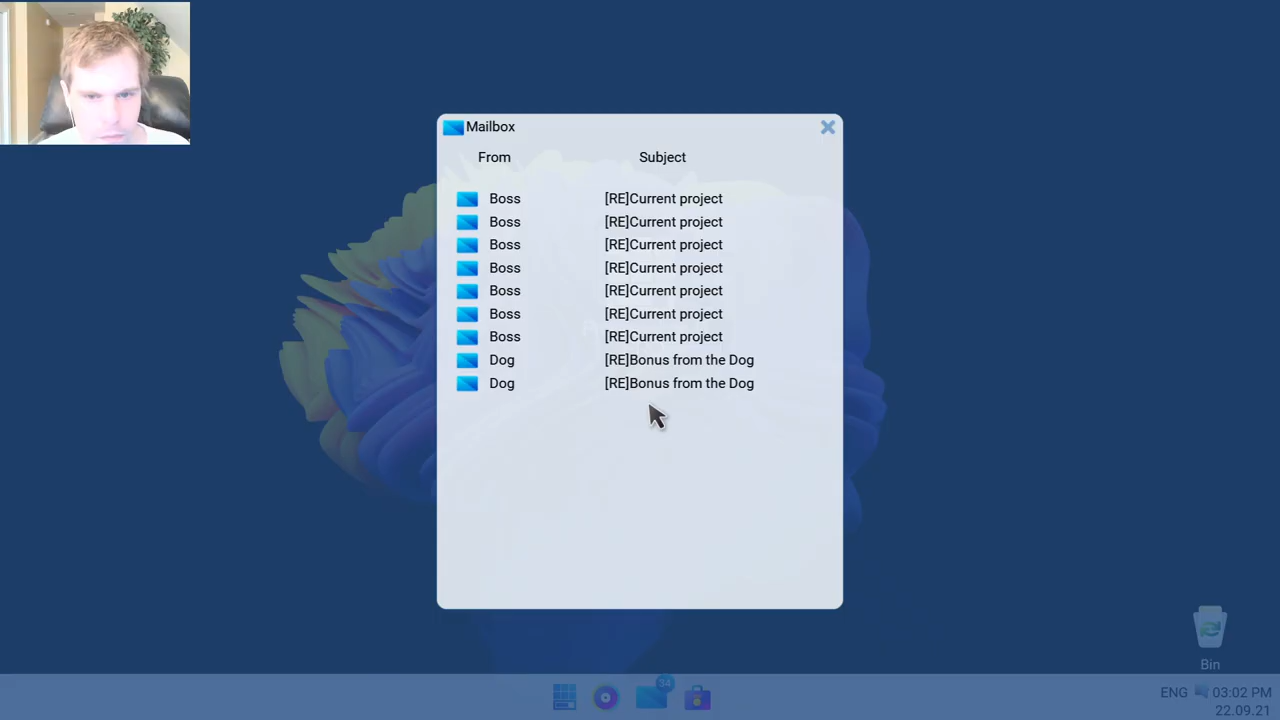 Mailbox
From Subject
Boss [RE]Current project
Boss [RE]Current project
Boss [RE]Current project
Boss [RE]Current project
Boss [RE]Current project
Boss [RE]Current project
Boss [RE]Current project
Dog [RE]Bonus from the Dog
Dog [RE]Bonus from the Dog
Bin
34
ENG 03:02 PM
22.09.21